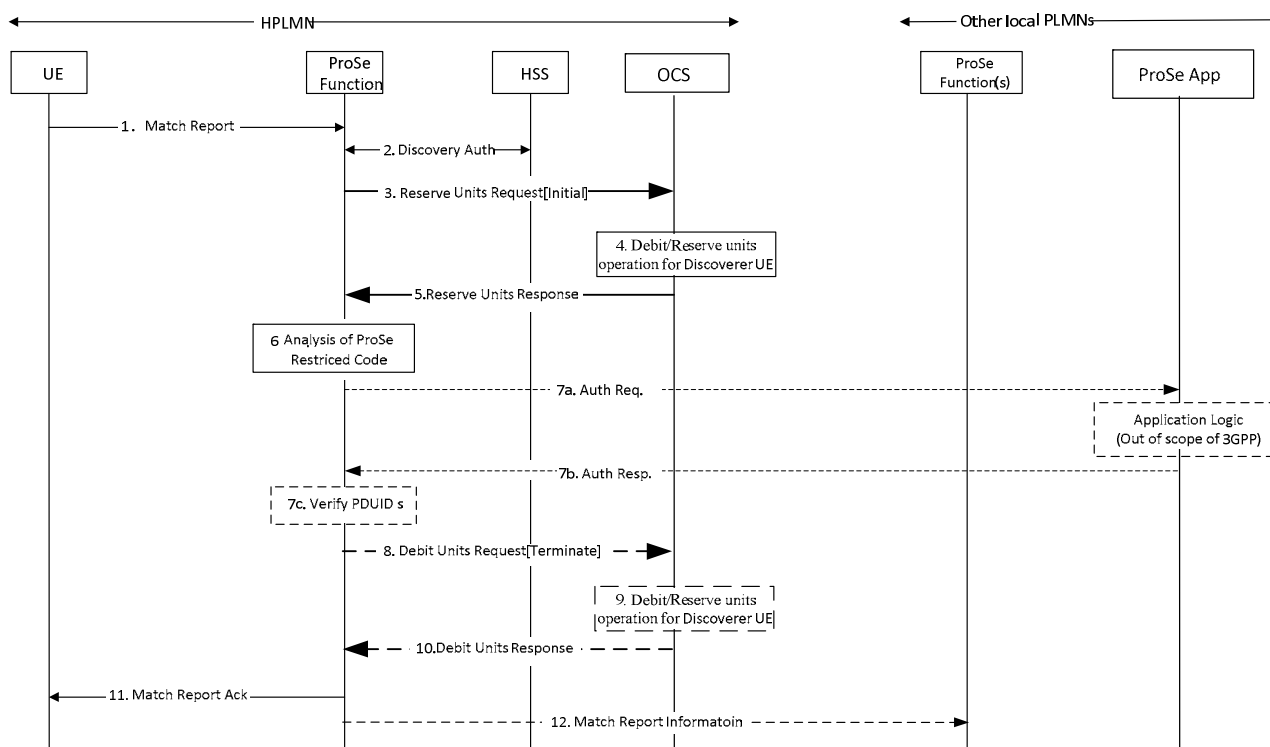 HPLMN
Other local PLMNs
UE
ProSe
Function
HSS
OCS
ProSe
Function(s)
ProSe App
1. Match Report
2. Discovery Auth
3. Reserve Units Request[Initial]
4. Debit/Reserve units
operation for Discoverer UE
5.Reserve Units Response
6 Analysis of ProSe
Restriced Code
7a. Auth Req.
Application Logic
(Out of scope of 3GPP)
7b. Auth Resp.
7c. Verify PDUID s
8. Debit Units Request[Terminate]
9. Debit/Reserve units
operation for Discoverer UE
10.Debit Units Response
11. Match Report Ack
12. Match Report Informatoin